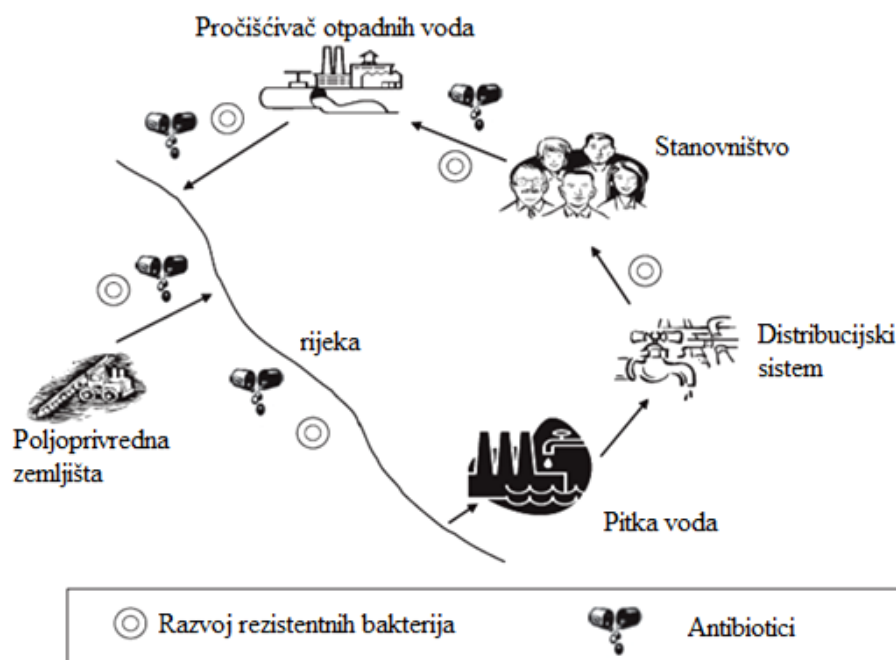 Pročišćivač otpadnih voda
Stanovništvo
rijeka
Distribucijski
sistem
Poljoprivredna
zemljišta
Pitka voda
Razvoj rezistentnih bakterija
Antibiotici